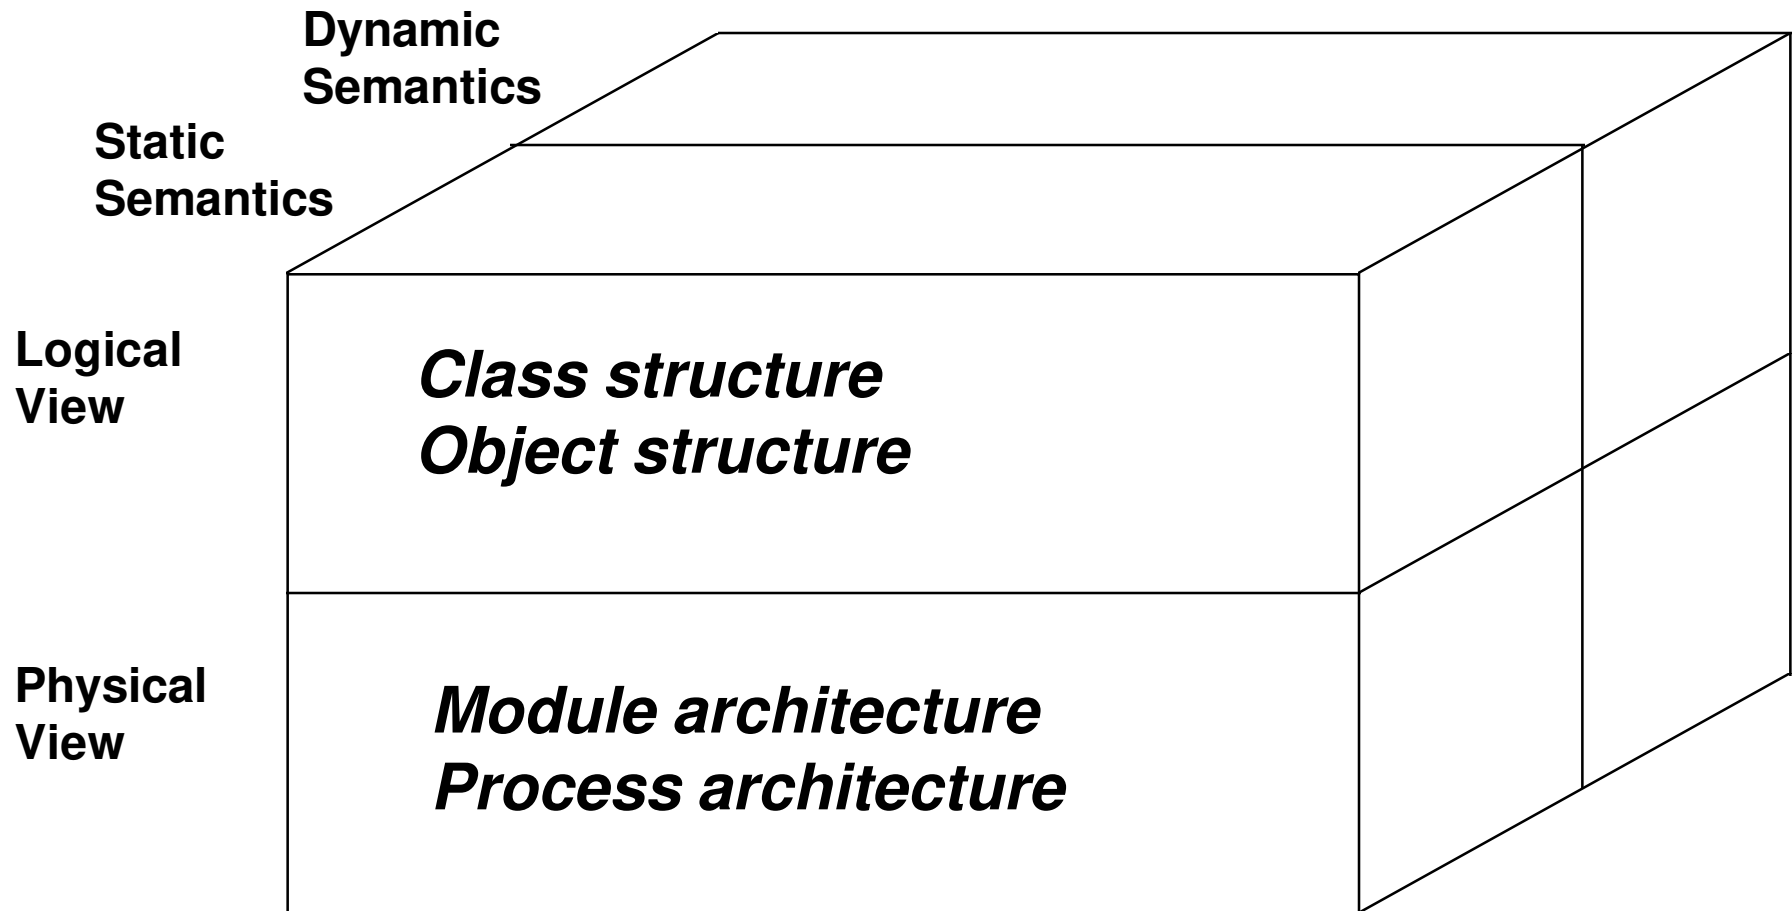 Dynamic
Semantics
Static
Semantics
Logical
View
Class structure
Object structure
Physical
View
Module architecture
Process architecture